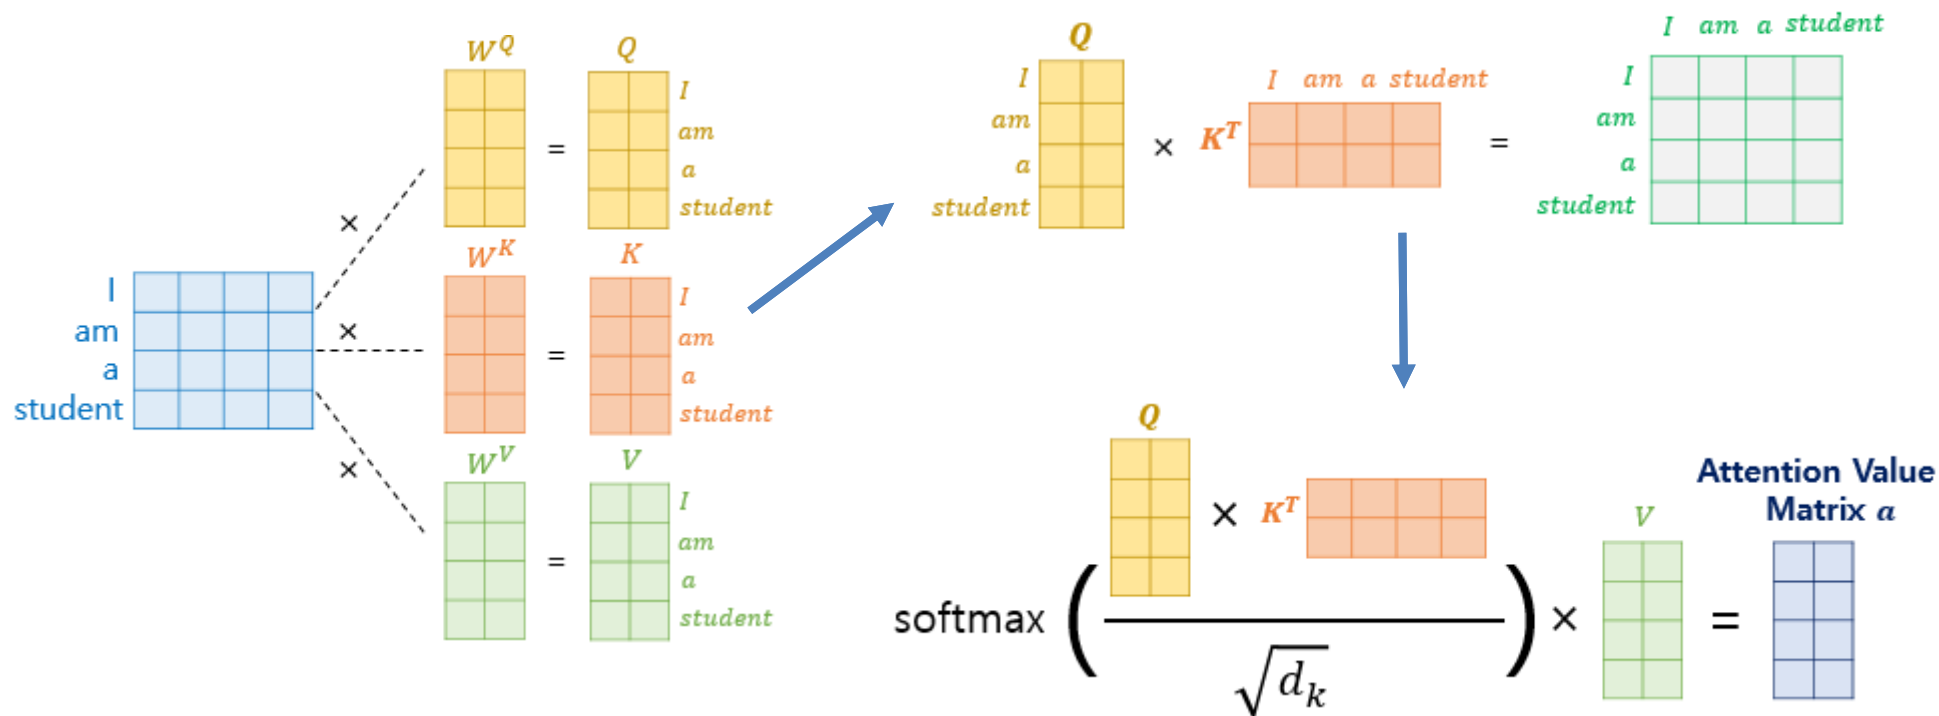 I
am
a
student
×
×
×
W^Q
=
Q
I
am
a
student
W^K
=
K
I
am
a
student
W^V
=
V
I
am
a
student
Q
I
am
a
student
×
K^T
I am a student
=
I am a student
I
am
a
student
softmax
(
Q
×
K^T
√d_k
)
×
V
=
Attention Value
Matrix a